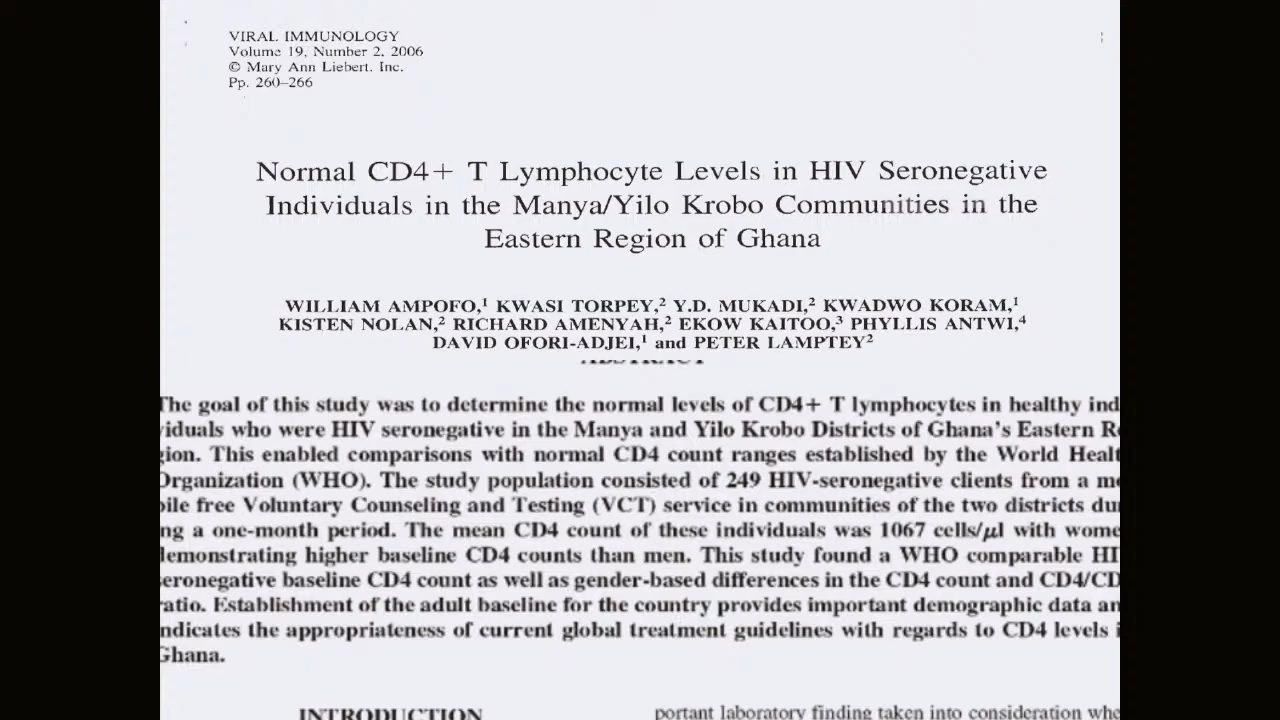 VIRAL IMMUNOLOGY
Volume 19, Number 2, 2006
© Mary Ann Liebert, Inc.
Pp. 260–266
Normal CD4+ T Lymphocyte Levels in HIV Seronegative
Individuals in the Manya/Yilo Krobo Communities in the
Eastern Region of Ghana
WILLIAM AMPOFO,¹ KWASI TORPEY,² Y.D. MUKADI,² KWADWO KORAM,¹
KISTEN NOLAN,² RICHARD AMENYAH,² EKOW KAITOO,³ PHYLLIS ANTWI,⁴
DAVID OFORI-ADJEI,¹ and PETER LAMPTEY²
ABSTRACT
The goal of this study was to determine the normal levels of CD4+ T lymphocytes in healthy ind
viduals who were HIV seronegative in the Manya and Yilo Krobo Districts of Ghana's Eastern Re
gion. This enabled comparisons with normal CD4 count ranges established by the World Healt
Organization (WHO). The study population consisted of 249 HIV-seronegative clients from a mo
bile free Voluntary Counseling and Testing (VCT) service in communities of the two districts du
ng a one-month period. The mean CD4 count of these individuals was 1067 cells/μl with wome
demonstrating higher baseline CD4 counts than men. This study found a WHO comparable HI
eronegative baseline CD4 count as well as gender-based differences in the CD4 count and CD4/CD
ratio. Establishment of the adult baseline for the country provides important demographic data an
ndicates the appropriateness of current global treatment guidelines with regards to CD4 levels i
Ghana.
INTRODUCTION
portant laboratory finding taken into consideration whe